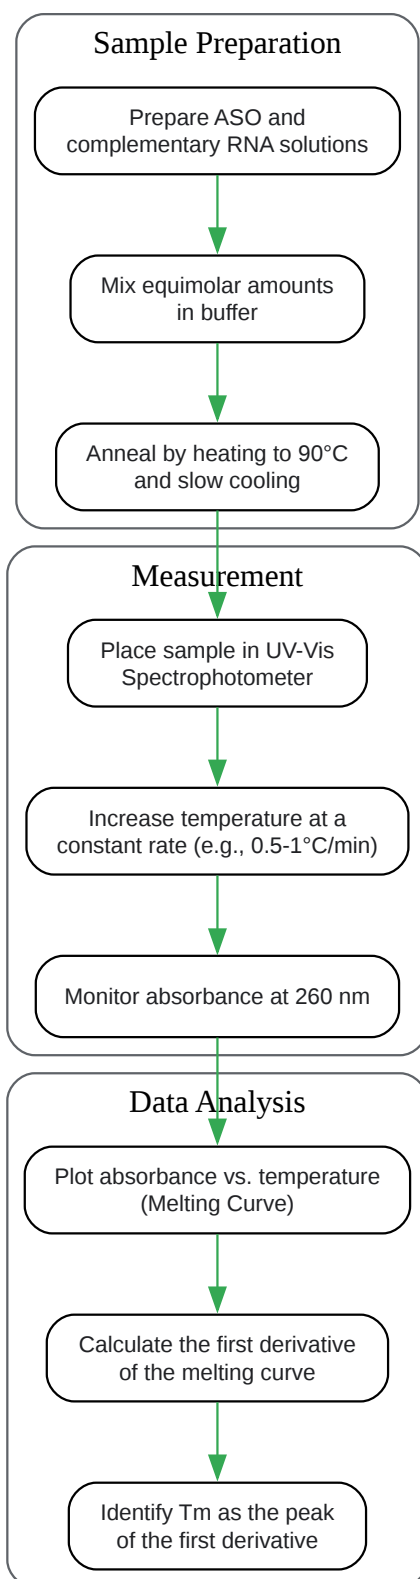 Sample Preparation
Prepare ASO and
complementary RNA solutions
Mix equimolar amounts
in buffer
Anneal by heating to 90°C
and slow cooling
Measurement
Place sample in UV-Vis
Spectrophotometer
Increase temperature at a
constant rate (e.g., 0.5-1°C/min)
Monitor absorbance at 260 nm
Data Analysis
Plot absorbance vs. temperature
(Melting Curve)
Calculate the first derivative
of the melting curve
Identify Tm as the peak
of the first derivative